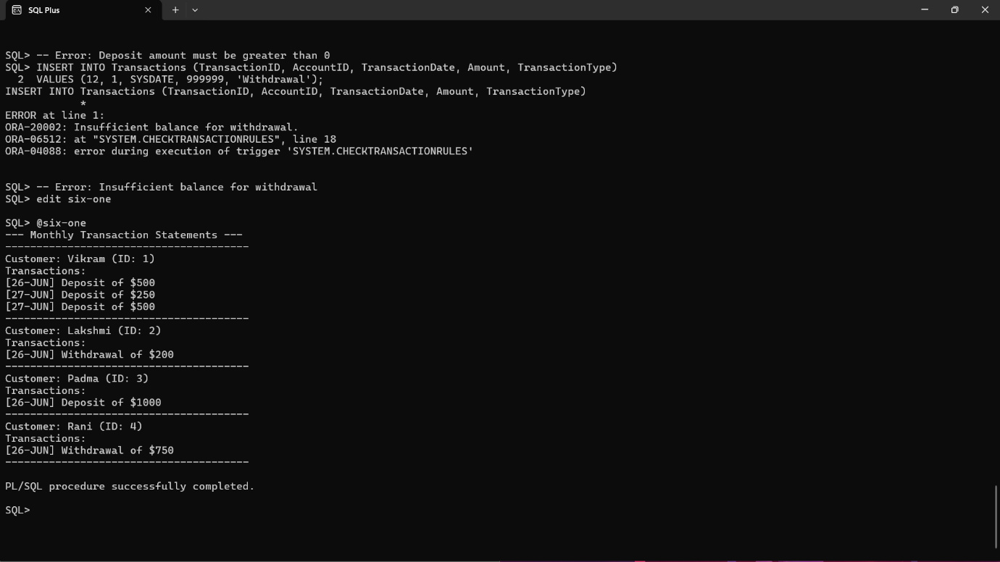 SQL Plus
SQL> -- Error: Deposit amount must be greater than 0
SQL> INSERT INTO Transactions (TransactionID, AccountID, TransactionDate, Amount, TransactionType)
  2  VALUES (12, 1, SYSDATE, 999999, 'Withdrawal');
INSERT INTO Transactions (TransactionID, AccountID, TransactionDate, Amount, TransactionType)
            *
ERROR at line 1:
ORA-20002: Insufficient balance for withdrawal.
ORA-06512: at "SYSTEM.CHECKTRANSACTIONRULES", line 18
ORA-04088: error during execution of trigger 'SYSTEM.CHECKTRANSACTIONRULES'
SQL> -- Error: Insufficient balance for withdrawal
SQL> edit six-one
SQL> @six-one
--- Monthly Transaction Statements ---
---------------------------------------
Customer: Vikram (ID: 1)
Transactions:
[26-JUN] Deposit of $500
[27-JUN] Deposit of $250
[27-JUN] Deposit of $500
---------------------------------------
Customer: Lakshmi (ID: 2)
Transactions:
[26-JUN] Withdrawal of $200
---------------------------------------
Customer: Padma (ID: 3)
Transactions:
[26-JUN] Deposit of $1000
---------------------------------------
Customer: Rani (ID: 4)
Transactions:
[26-JUN] Withdrawal of $750
---------------------------------------
PL/SQL procedure successfully completed.
SQL>